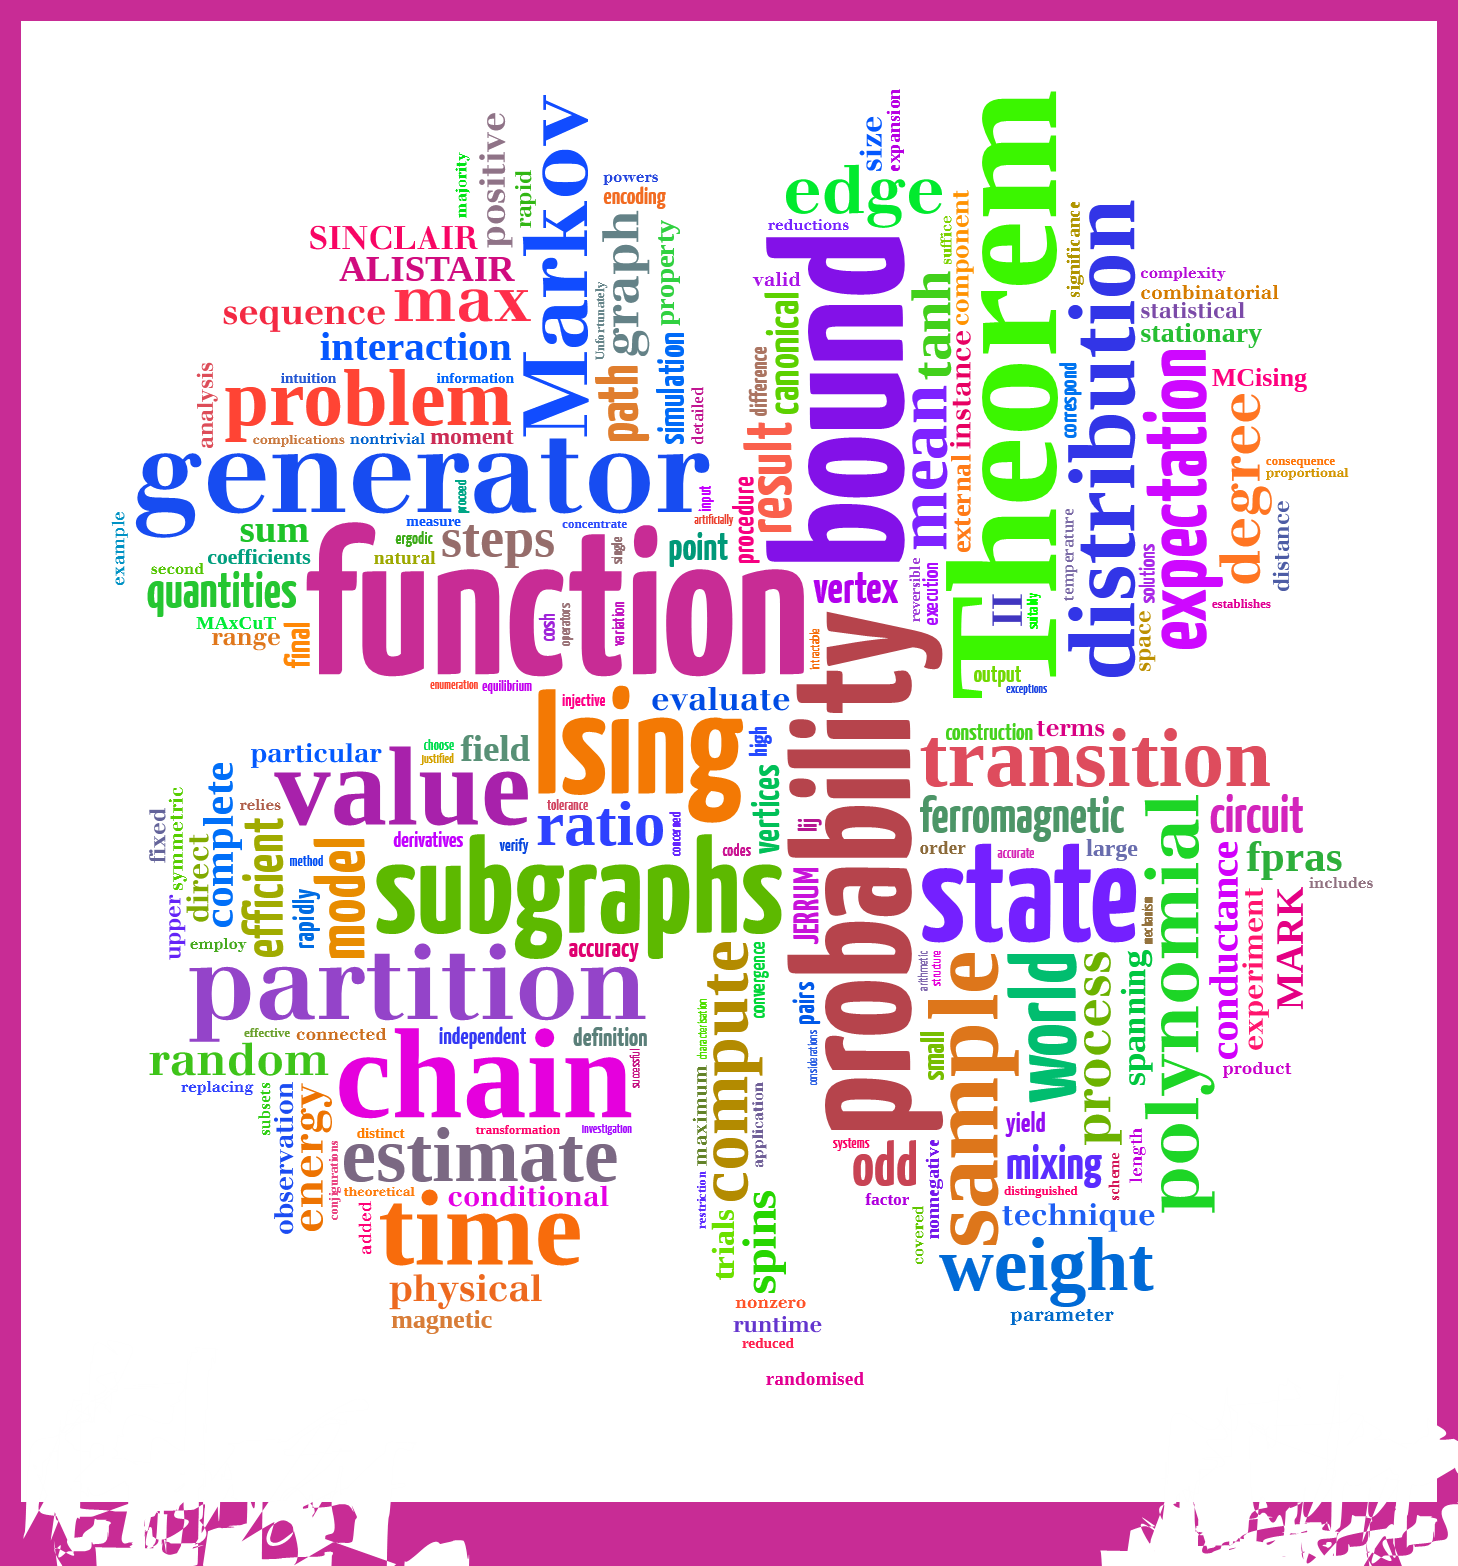 expansion
size
edge
reductions
Theorem
Markov
positive
majority
rapid
powers
encoding
SINCLAIR
ALISTAIR
max
sequence
interaction
graph
property
Unfortunately
problem
intuition
information
analysis
complications
nontrivial
moment
path
simulation
detailed
generator
bound
valid
canonical
difference
result
procedure
tanh
mean
suffice
component
instance
external
significance
distribution
correspond
complexity
combinatorial
statistical
stationary
expectation
MCising
degree
consequence
proportional
distance
establishes
temperature
solutions
space
II
suitably
output
exceptions
reversible
execution
vertex
intractable
example
sum
coefficients
second
quantities
MAxCuT
range
final
proceed
measure
ergodic
natural
steps
concentrate
single
artificially
input
point
function
cosh
operators
variation
enumeration
equilibrium
injective
evaluate
Ising
high
vertices
particular
choose
justified
field
value
tolerance
ratio
concerned
derivatives
verify
codes
subgraphs
accuracy
fixed
symmetric
relies
complete
direct
upper
employ
efficient
method
rapidly
model
partition
probability
Iij
JERRUM
construction
terms
transition
ferromagnetic
order
accurate
large
state
mechanism
polynomial
circuit
fpras
includes
conductance
experiment
MARK
product
effective
connected
independent
definition
random
replacing
chain
successful
subsets
observation
energy
conjigurations
distinct
transformation
investigation
estimate
theoretical
conditional
added
time
physical
magnetic
compute
convergence
characterisation
maximum
application
restriction
trials
spins
nonzero
runtime
reduced
randomised
pairs
considerations
systems
odd
factor
covered
nonnegative
arithmetic
structure
small
sample
world
process
spanning
yield
mixing
distinguished
scheme
length
technique
weight
parameter